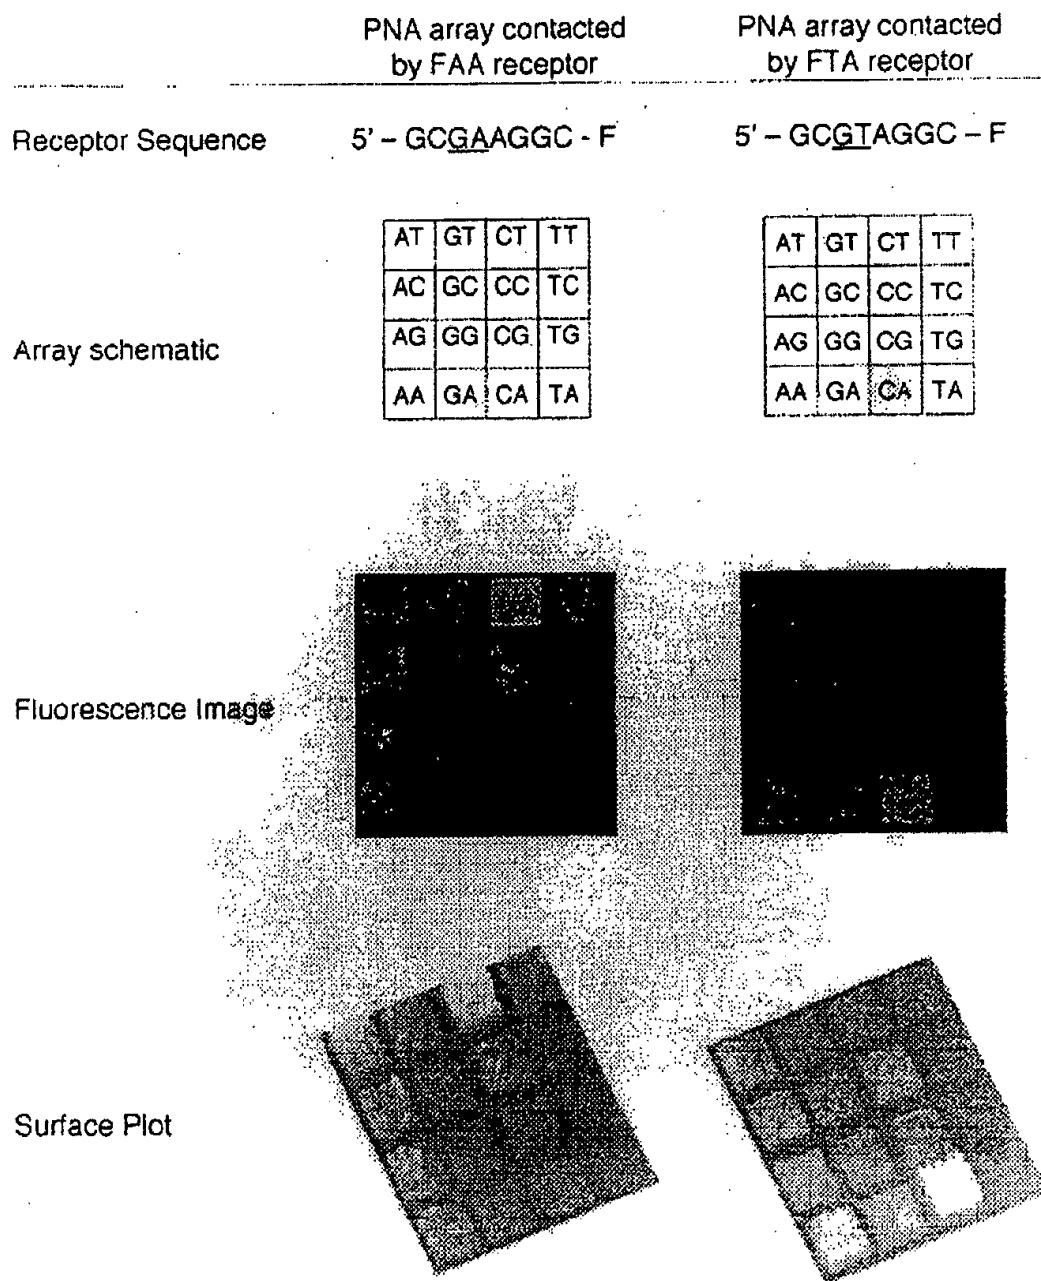 PNA array contacted
by FAA receptor
PNA array contacted
by FTA receptor
Receptor Sequence
5' – GCGAAGGC - F
5' – GCGTAGGC – F
Array schematic
AT GT CT TT
AC GC CC TC
AG GG CG TG
AA GA CA TA
AT GT CT TT
AC GC CC TC
AG GG CG TG
AA GA CA TA
Fluorescence Image
Surface Plot